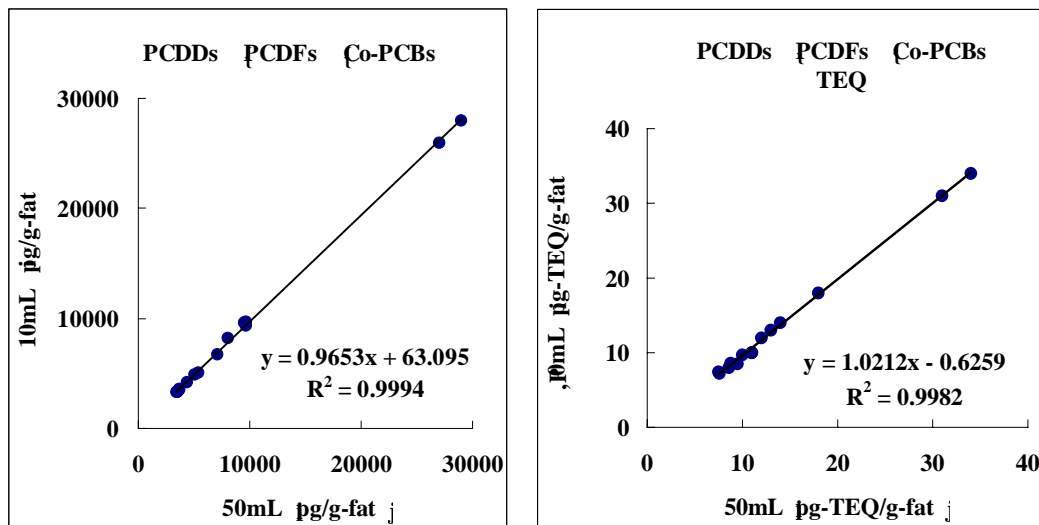 PCDDs PCDFs Co-PCBs
30000
20000
10000
0
10mL pg/g-fat
y = 0.9653x + 63.095
R² = 0.9994
0 10000 20000 30000
50mL pg/g-fat j
PCDDs PCDFs Co-PCBs
TEQ
40
30
20
10
0
pg-TEQ/g-fat
y = 1.0212x - 0.6259
R² = 0.9982
0 10 20 30 40
50mL pg-TEQ/g-fat j